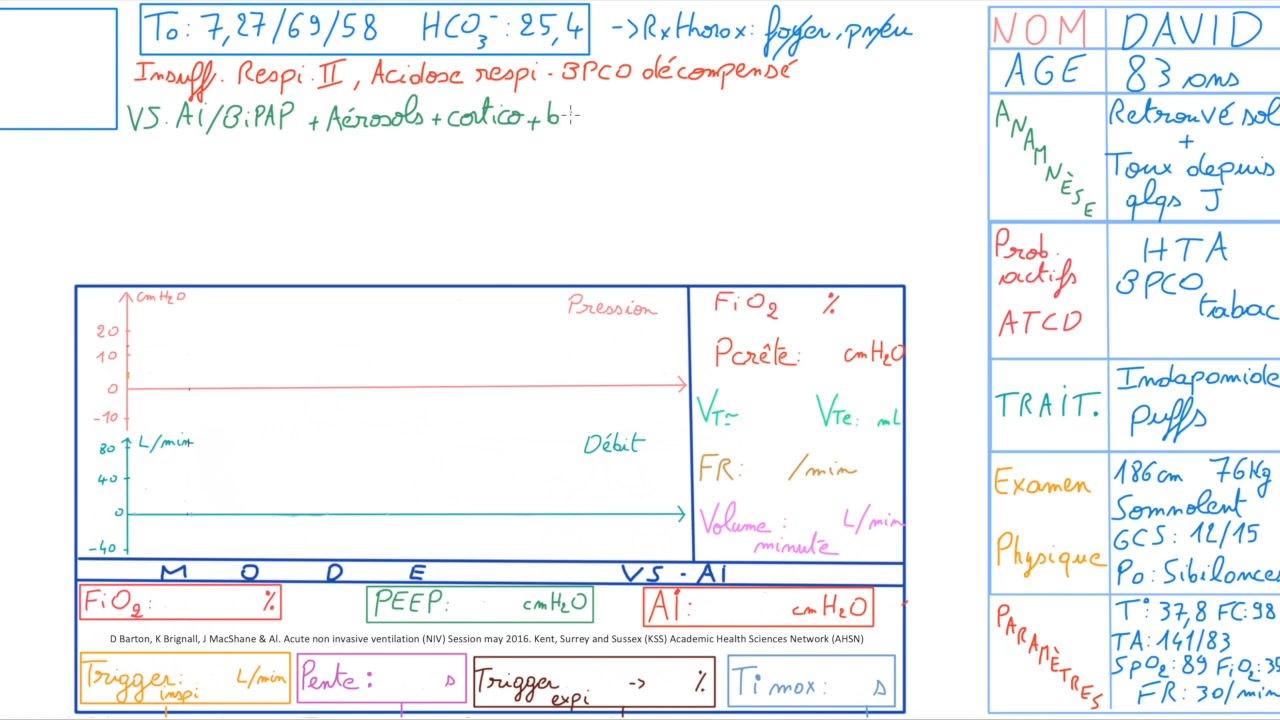 To: 7,27/69/58 HCO₃⁻: 25,4 -> Rx thorax: foyer, pneu
Insuff. Respi. II, Acidose respi - BPCO décompensé
VS. Ai/BiPAP + Aérosols + cortico + b
cmH2O
Pression
20
10
0
-10
L/min
Débit
80
40
0
-40
FiO2 %
Pcrête: cmH2O
VTi VTe: mL
FR: /min
Volume minute : L/min
MODE VS-AI
FiO2: %
PEEP: cmH2O
Ai: cmH2O
D Barton, K Brignall, J MacShane & Al. Acute non invasive ventilation (NIV) Session may 2016. Kent, Surrey and Sussex (KSS) Academic Health Sciences Network (AHSN)
Trigger inspi: L/min
Pente: s
Trigger expi -> %
Ti max: s
NOM DAVID
AGE 83 ans
ANAMNÈSE
Retrouvé sol
+
Toux depuis
qlqs J
Prob. actifs
ATCD
HTA
BPCO
tabac
TRAiT.
Indapamide
puffs
Examen
Physique
186cm 76Kg
Somnolent
GCS: 12/15
Po: Sibilances
PARAMÈTRES
T°: 37,8 FC: 98
TA: 141/83
SpO2: 89 FiO2: 35
FR: 30/min